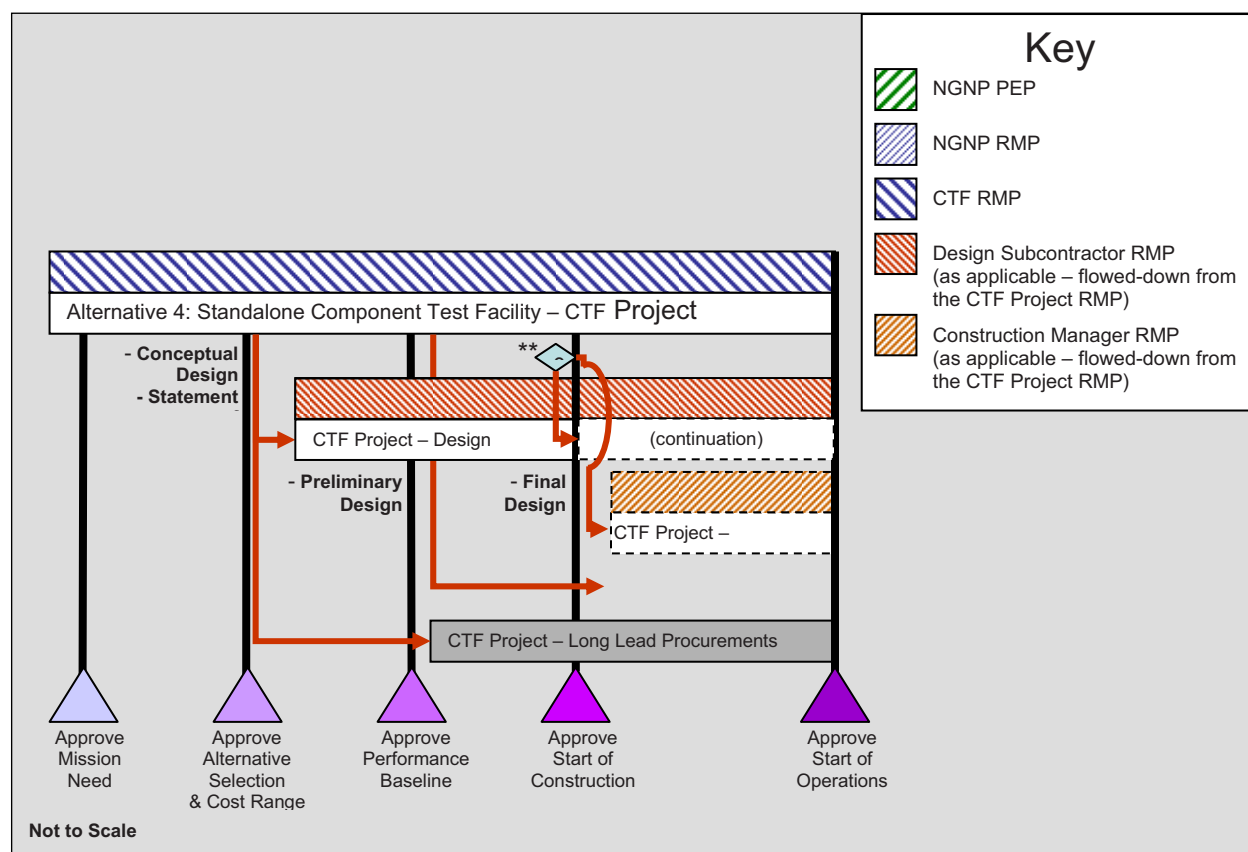 Key
NGNP PEP
NGNP RMP
CTF RMP
Design Subcontractor RMP
(as applicable – flowed-down from
the CTF Project RMP)
Construction Manager RMP
(as applicable – flowed-down from
the CTF Project RMP)
Alternative 4: Standalone Component Test Facility – CTF Project
- Conceptual
Design
- Statement
**
CTF Project – Design
(continuation)
- Preliminary
Design
- Final
Design
CTF Project –
CTF Project – Long Lead Procurements
Approve
Mission
Need
Approve
Alternative
Selection
& Cost Range
Approve
Performance
Baseline
Approve
Start of
Construction
Approve
Start of
Operations
Not to Scale